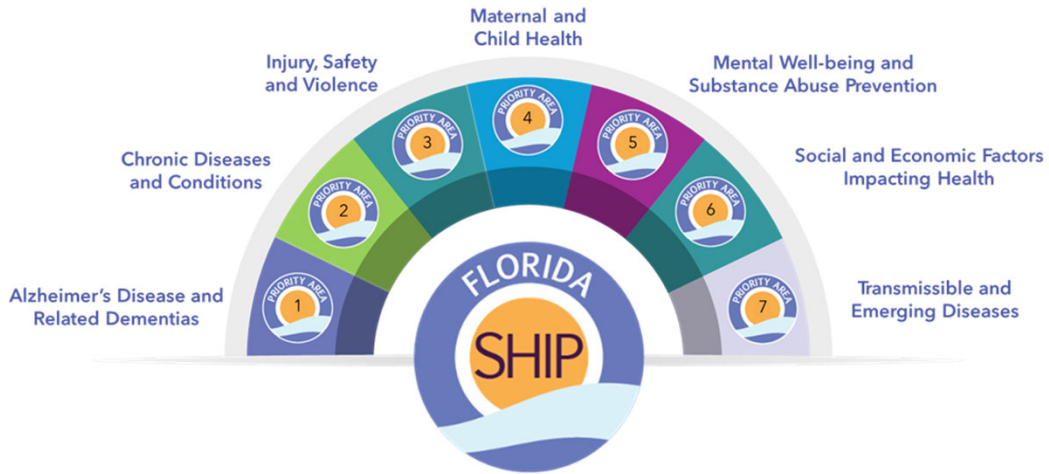 Alzheimer's Disease and
Related Dementias
PRIORITY AREA
1
Chronic Diseases
and Conditions
PRIORITY AREA
2
Injury, Safety
and Violence
PRIORITY AREA
3
Maternal and
Child Health
PRIORITY AREA
4
Mental Well-being and
Substance Abuse Prevention
PRIORITY AREA
5
Social and Economic Factors
Impacting Health
PRIORITY AREA
6
Transmissible and
Emerging Diseases
PRIORITY AREA
7
FLORIDA
SHIP